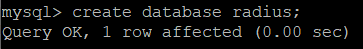 mysql> create database radius;
Query OK, 1 row affected (0.00 sec)